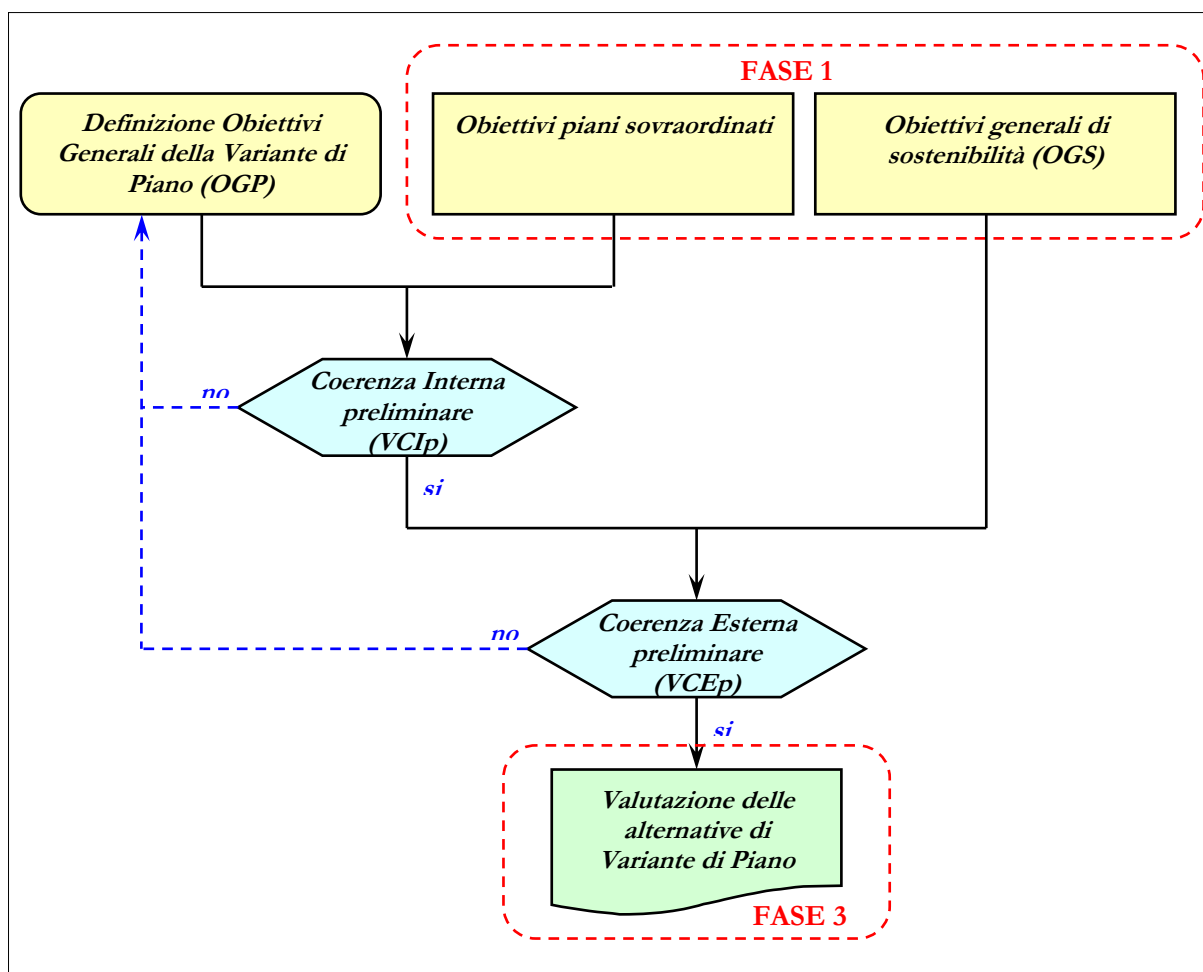 FASE 1
Definizione Obiettivi
Generali della Variante di
Piano (OGP)
Obiettivi piani sovraordinati
Obiettivi generali di
sostenibilità (OGS)
Coerenza Interna
preliminare
(VCIp)
no
si
Coerenza Esterna
preliminare
(VCEp)
no
si
Valutazione delle
alternative di
Variante di Piano
FASE 3